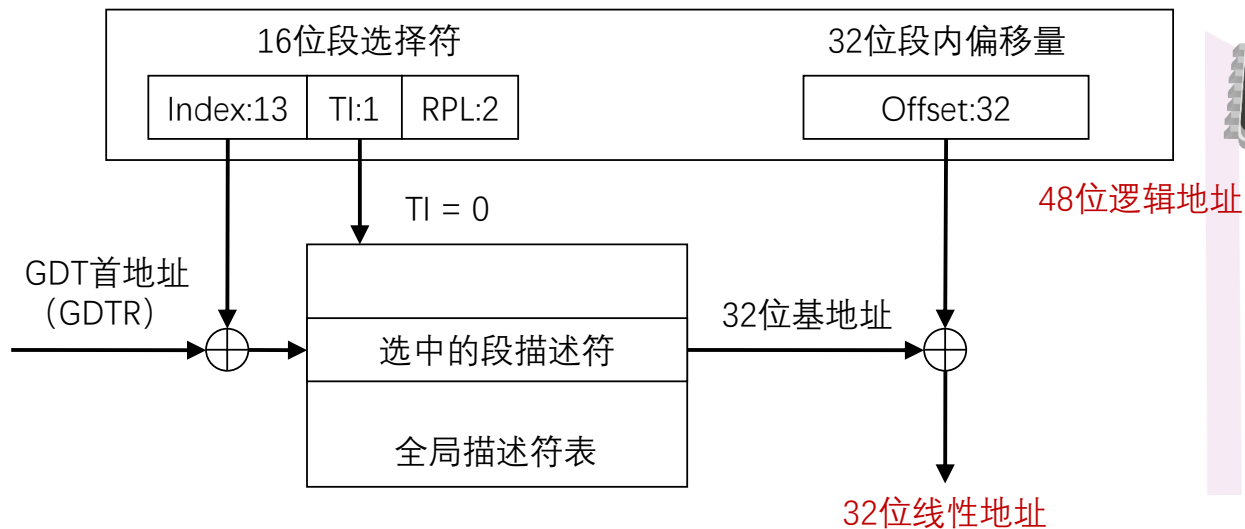 16位段选择符
32位段内偏移量
Index:13
TI:1
RPL:2
Offset:32
48位逻辑地址
TI = 0
GDT首地址
（GDTR）
32位基地址
选中的段描述符
全局描述符表
32位线性地址